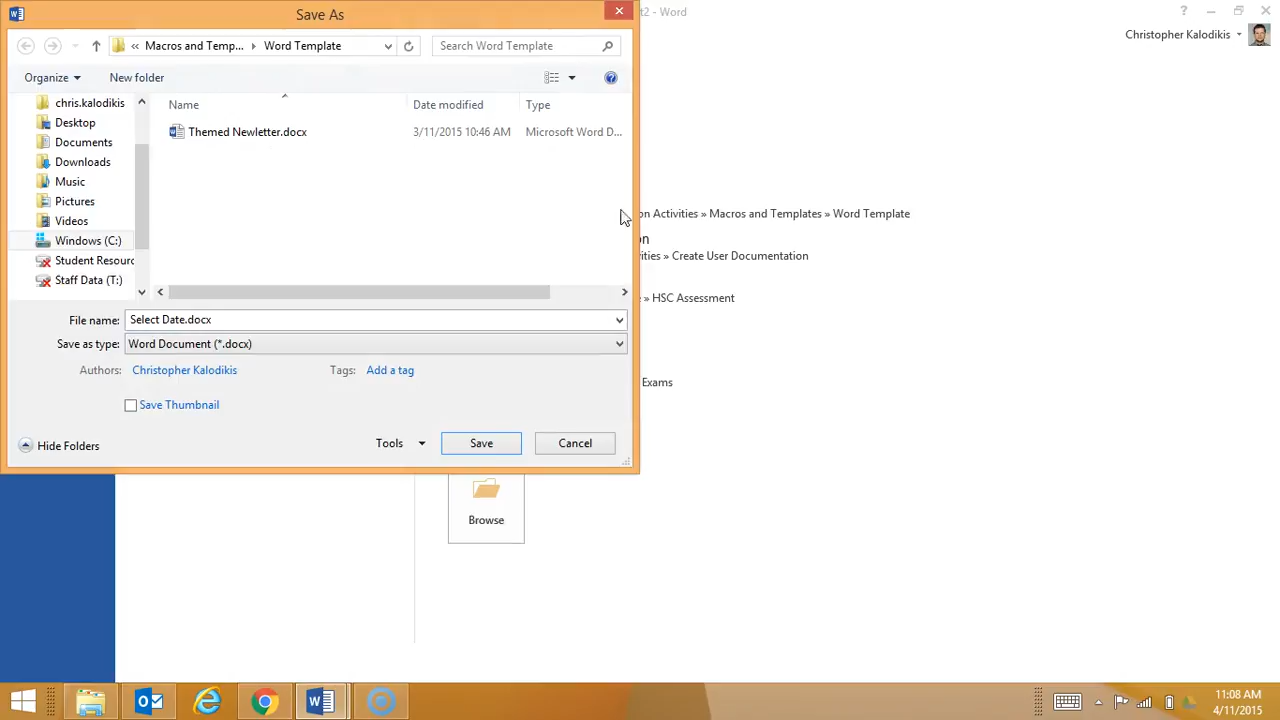 Save As
t2 - Word
?
Christopher Kalodikis
« Macros and Temp... Word Template
Search Word Template
Organize
New folder
?
chris.kalodikis
Desktop
Documents
Downloads
Music
Pictures
Videos
Windows (C:)
Student Resourc
Staff Data (T:)
Name
Date modified
Type
Themed Newletter.docx
3/11/2015 10:46 AM
Microsoft Word D...
on Activities » Macros and Templates » Word Template
on
ities » Create User Documentation
» HSC Assessment
Exams
File name: Select Date.docx
Save as type: Word Document (*.docx)
Authors: Christopher Kalodikis
Tags: Add a tag
Save Thumbnail
Hide Folders
Tools
Save
Cancel
Browse
11:08 AM
4/11/2015